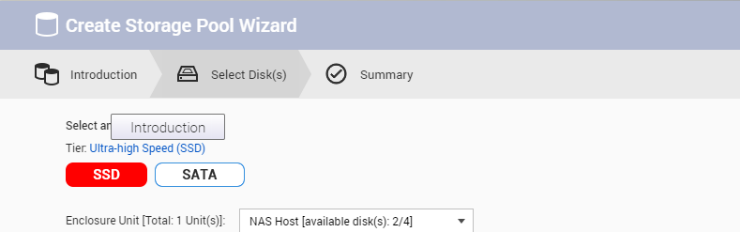 Create Storage Pool Wizard
Introduction
Select Disk(s)
Summary
Select
Introduction
Tier: Ultra-high Speed (SSD)
SSD
SATA
Enclosure Unit [Total: 1 Unit(s)]:
NAS Host [available disk(s): 2/4]